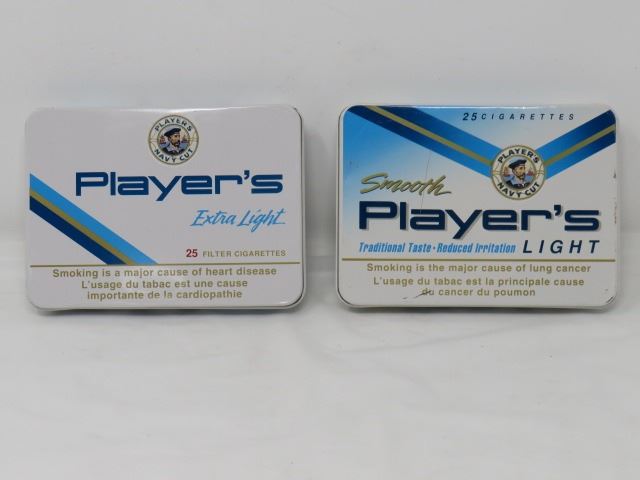 PLAYER'S
NAVY CUT
Player's
Extra Light
25 FILTER CIGARETTES
Smoking is a major cause of heart disease
L'usage du tabac est une cause
importante de la cardiopathie
25 CIGARETTES
PLAYER'S
NAVY CUT
Smooth
Player's
Traditional Taste · Reduced Irritation LIGHT
Smoking is the major cause of lung cancer
L'usage du tabac est la principale cause
du cancer du poumon